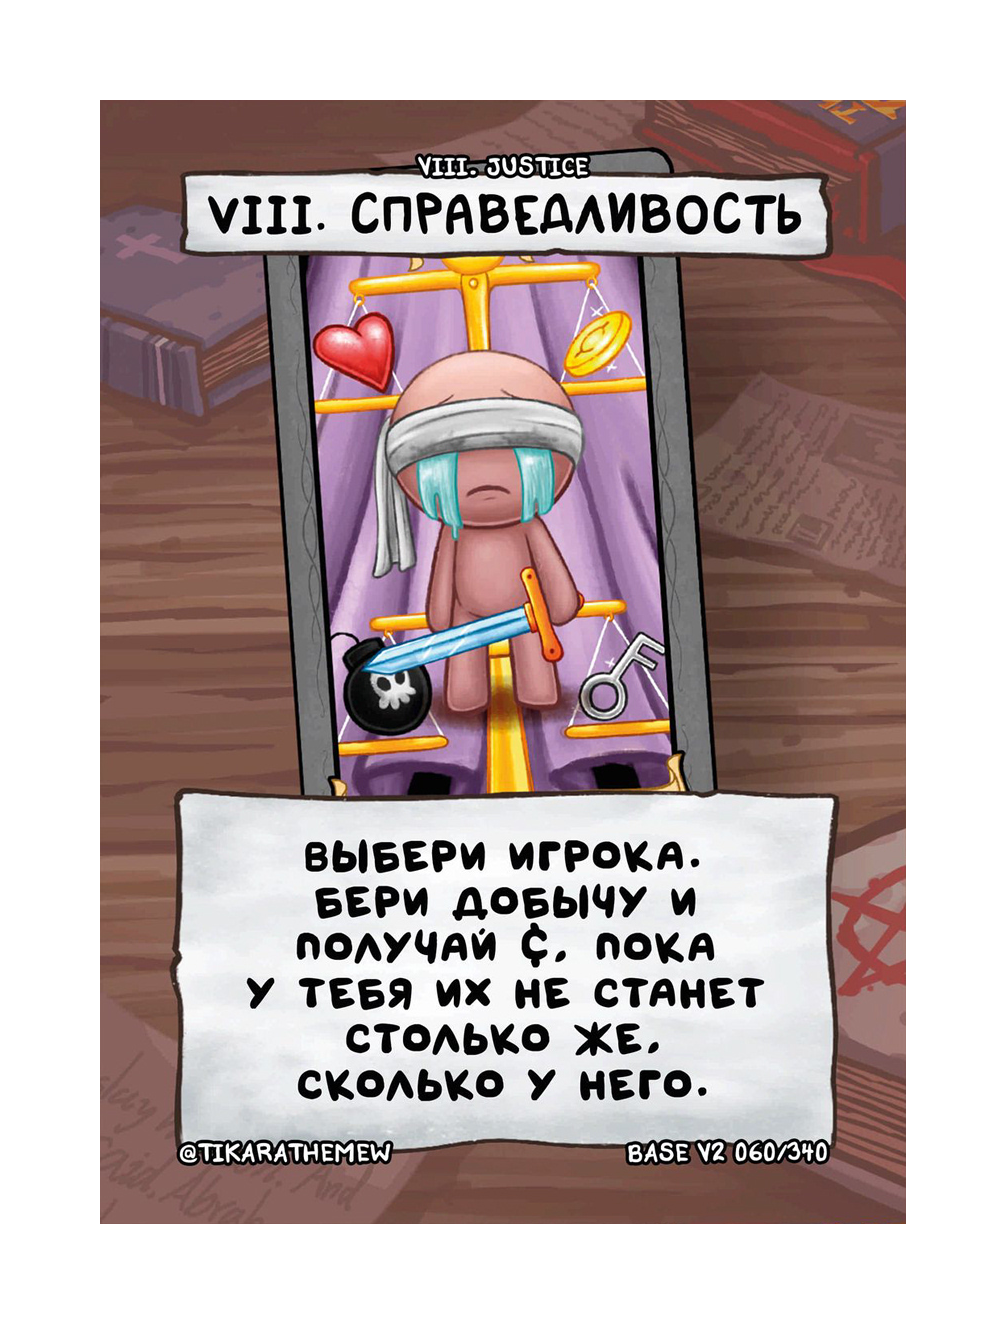 VIII. JUSTICE
VIII. СПРАВЕДЛИВОСТЬ
ВЫБЕРИ ИГРОКА.
БЕРИ ДОБЫЧУ И
ПОЛУЧАЙ ¢, ПОКА
У ТЕБЯ ИХ НЕ СТАНЕТ
СТОЛЬКО ЖЕ,
СКОЛЬКО У НЕГО.
@TIKARATHEMEW
BASE V2 060/340